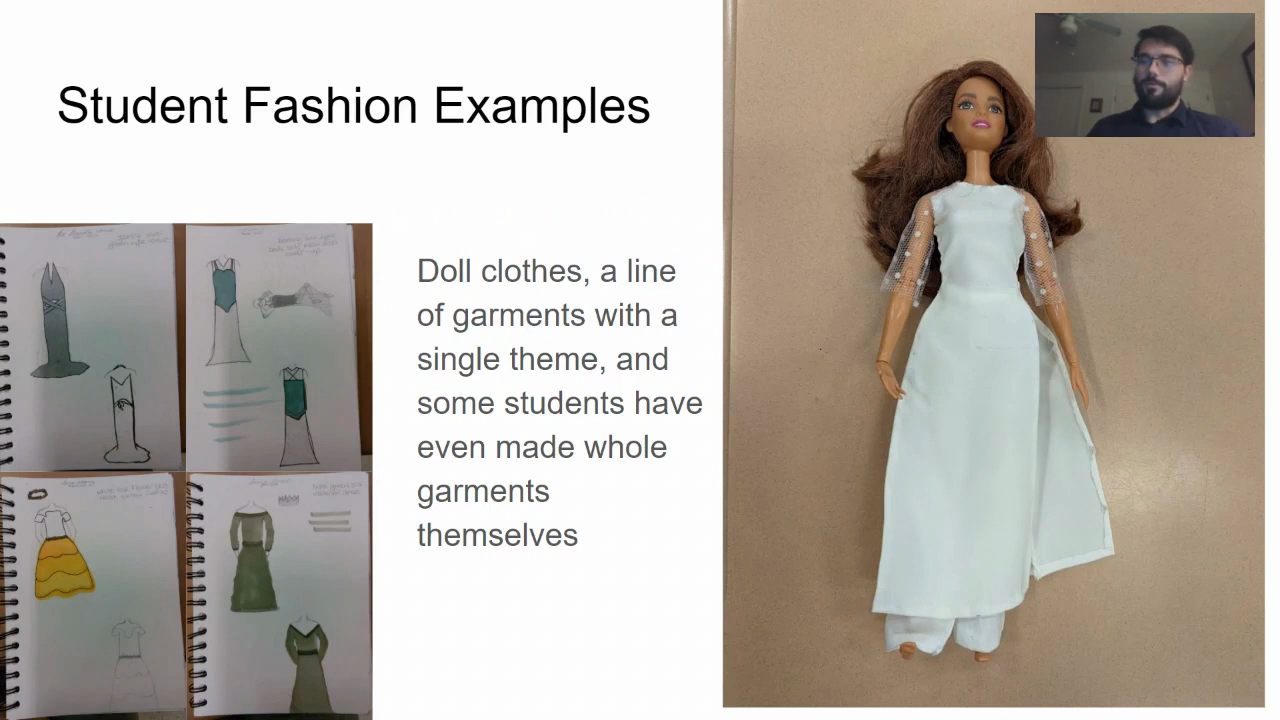 Student Fashion Examples
Doll clothes, a line
of garments with a
single theme, and
some students have
even made whole
garments
themselves